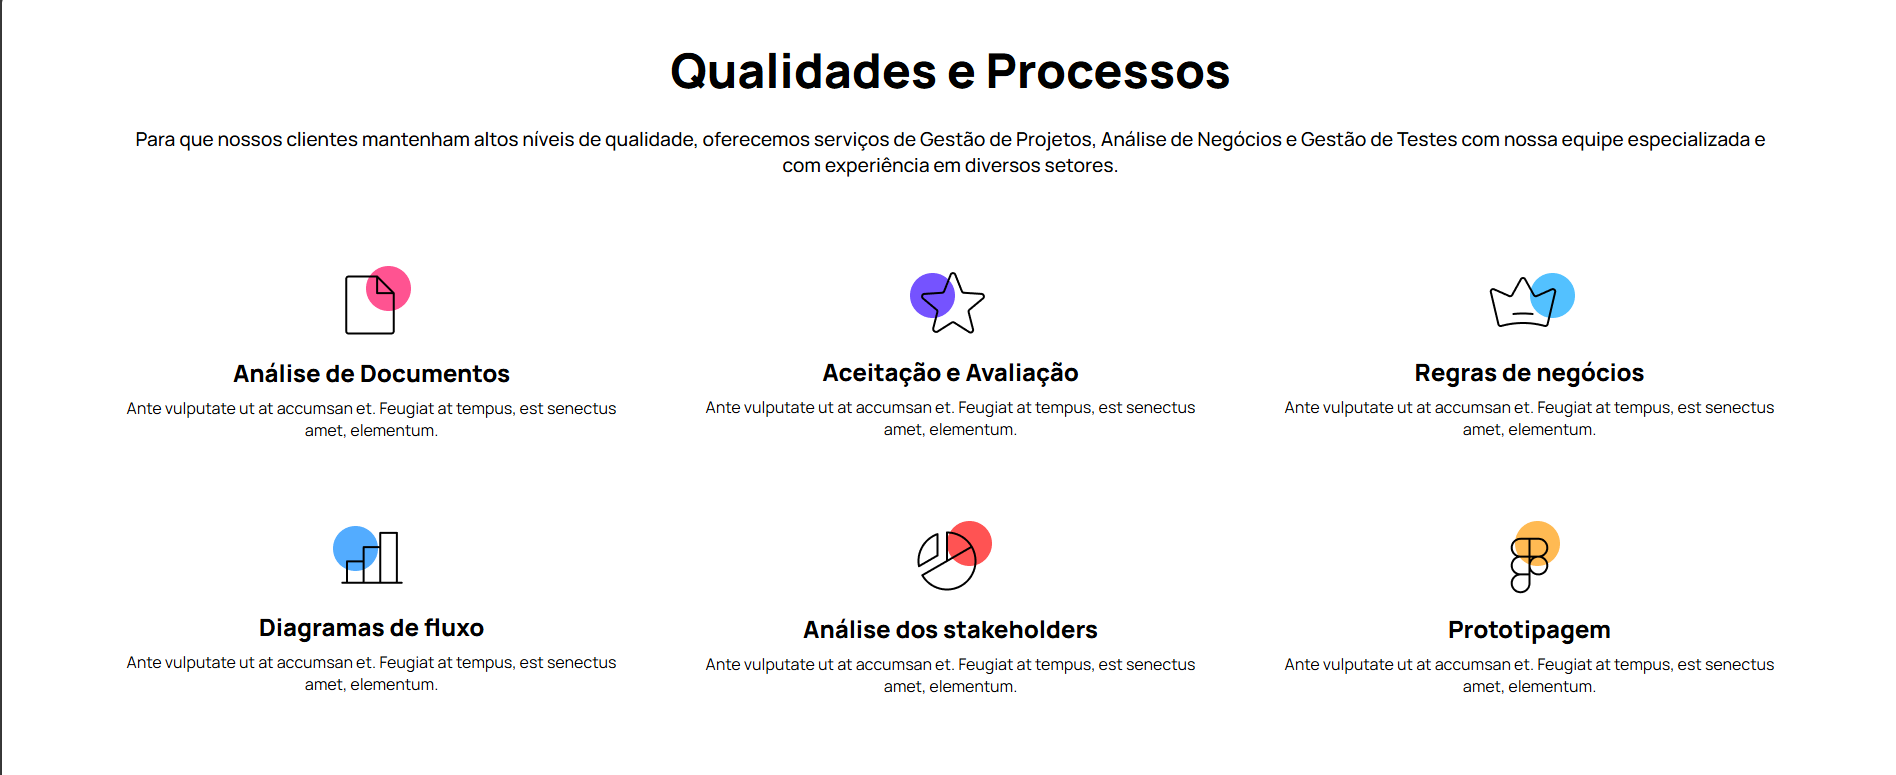 Qualidades e Processos
Para que nossos clientes mantenham altos níveis de qualidade, oferecemos serviços de Gestão de Projetos, Análise de Negócios e Gestão de Testes com nossa equipe especializada e
com experiência em diversos setores.
Análise de Documentos
Ante vulputate ut at accumsan et. Feugiat at tempus, est senectus
amet, elementum.
Aceitação e Avaliação
Ante vulputate ut at accumsan et. Feugiat at tempus, est senectus
amet, elementum.
Regras de negócios
Ante vulputate ut at accumsan et. Feugiat at tempus, est senectus
amet, elementum.
Diagramas de fluxo
Ante vulputate ut at accumsan et. Feugiat at tempus, est senectus
amet, elementum.
Análise dos stakeholders
Ante vulputate ut at accumsan et. Feugiat at tempus, est senectus
amet, elementum.
Prototipagem
Ante vulputate ut at accumsan et. Feugiat at tempus, est senectus
amet, elementum.